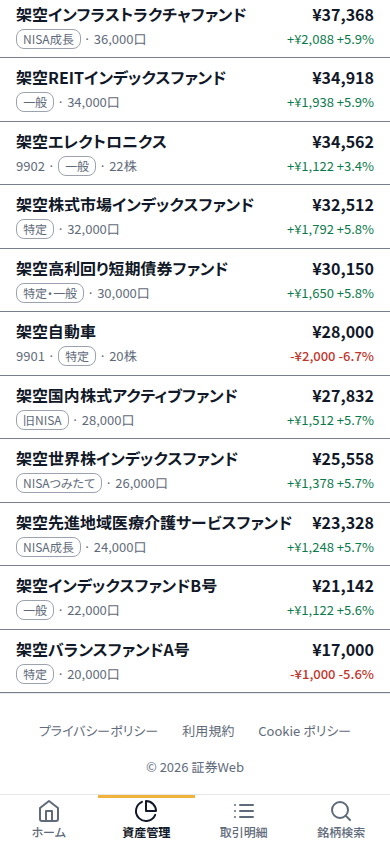 架空インフラストラクチャファンド ¥37,368
NISA成長 · 36,000口 +¥2,088 +5.9%
架空REITインデックスファンド ¥34,918
一般 · 34,000口 +¥1,938 +5.9%
架空エレクトロニクス ¥34,562
9902 · 一般 · 22株 +¥1,122 +3.4%
架空株式市場インデックスファンド ¥32,512
特定 · 32,000口 +¥1,792 +5.8%
架空高利回り短期債券ファンド ¥30,150
特定・一般 · 30,000口 +¥1,650 +5.8%
架空自動車 ¥28,000
9901 · 特定 · 20株 -¥2,000 -6.7%
架空国内株式アクティブファンド ¥27,832
旧NISA · 28,000口 +¥1,512 +5.7%
架空世界株インデックスファンド ¥25,558
NISAつみたて · 26,000口 +¥1,378 +5.7%
架空先進地域医療介護サービスファンド ¥23,328
NISA成長 · 24,000口 +¥1,248 +5.7%
架空インデックスファンドB号 ¥21,142
一般 · 22,000口 +¥1,122 +5.6%
架空バランスファンドA号 ¥17,000
特定 · 20,000口 -¥1,000 -5.6%
プライバシーポリシー 利用規約 Cookie ポリシー
© 2026 証券Web
ホーム 資産管理 取引明細 銘柄検索